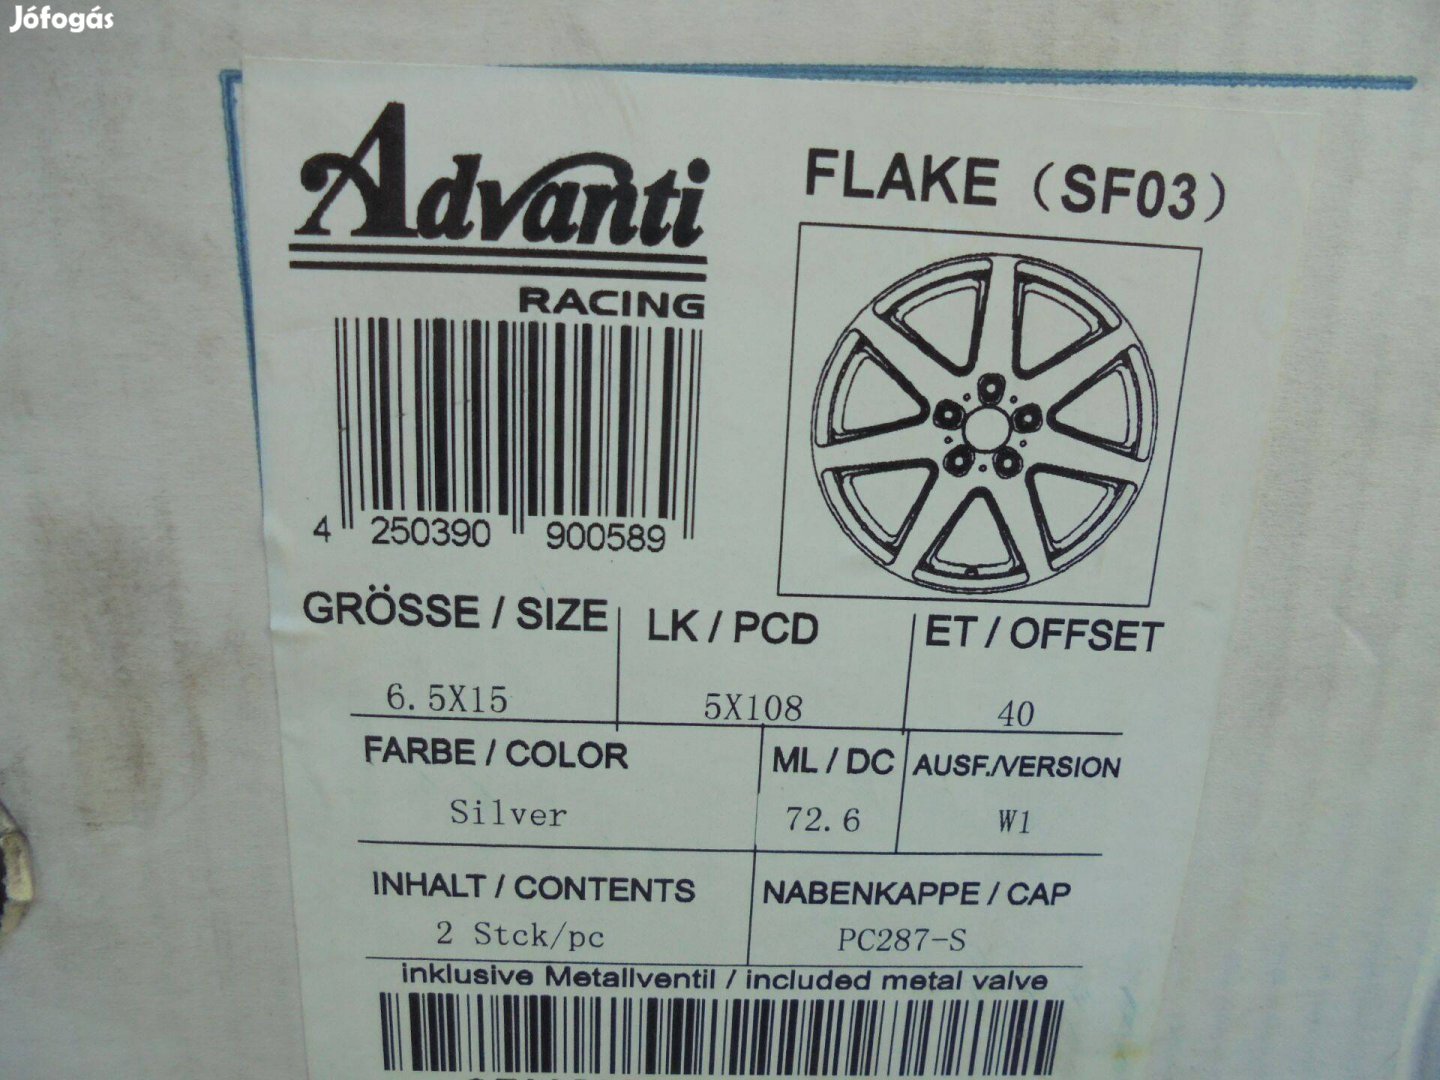 Jófogás
Advanti
RACING
FLAKE (SF03)
4 250390 900589
GRÖSSE / SIZE LK / PCD ET / OFFSET
6.5X15 5X108 40
FARBE / COLOR ML / DC AUSF./VERSION
Silver 72.6 W1
INHALT / CONTENTS NABENKAPPE / CAP
2 Stck/pc PC287-S
inklusive Metallventil / included metal valve